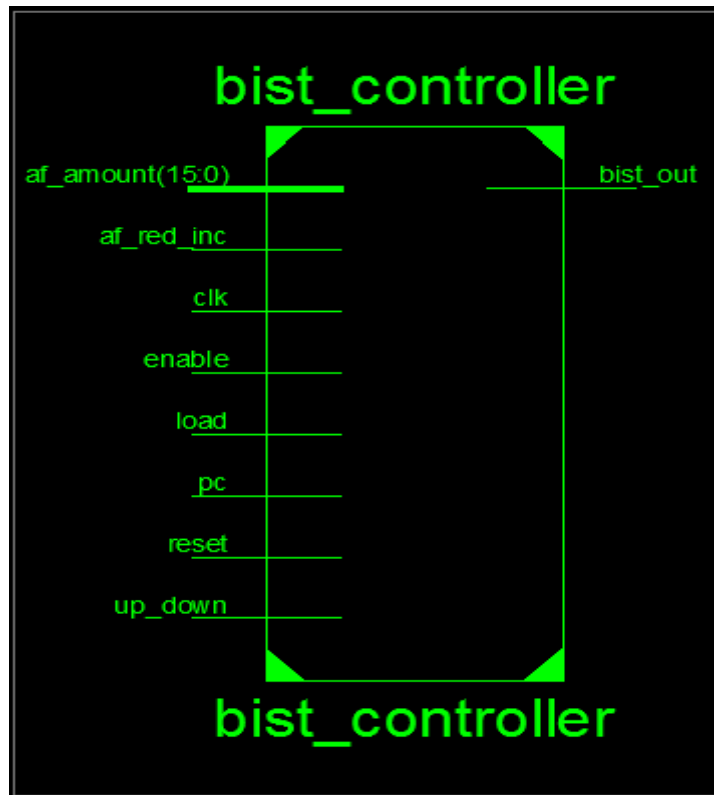 bist_controller
af_amount(15:0)
bist_out
af_red_inc
clk
enable
load
pc
reset
up_down
bist_controller